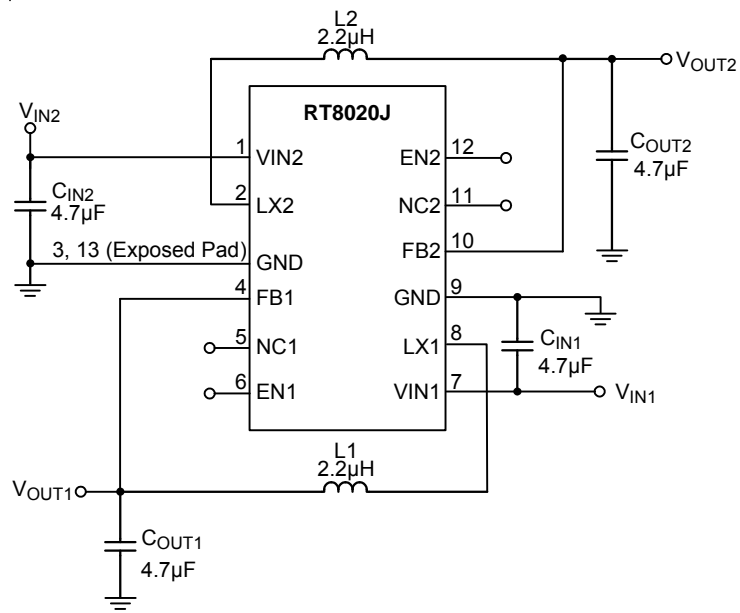 L2
2.2µH
VOUT2
RT8020J
VIN2
COUT2
4.7µF
1 VIN2
EN2 12
CIN2
4.7µF
2 LX2
NC2 11
FB2 10
3, 13 (Exposed Pad) GND
GND 9
4 FB1
CIN1
4.7µF
5 NC1
LX1 8
6 EN1
VIN1 7
VIN1
L1
2.2µH
VOUT1
COUT1
4.7µF